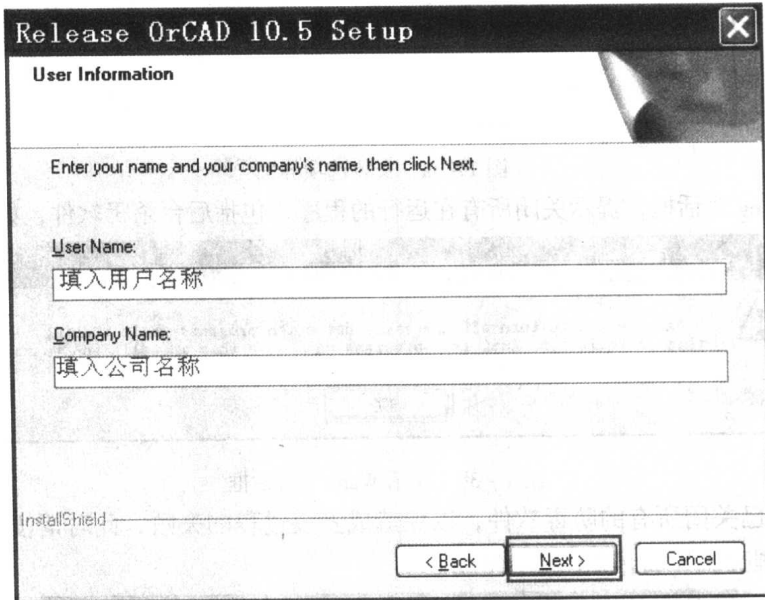 Release OrCAD 10.5 Setup
User Information
Enter your name and your company's name, then click Next.
User Name:
填入用户名称
Company Name:
填入公司名称
InstallShield
< Back
Next >
Cancel